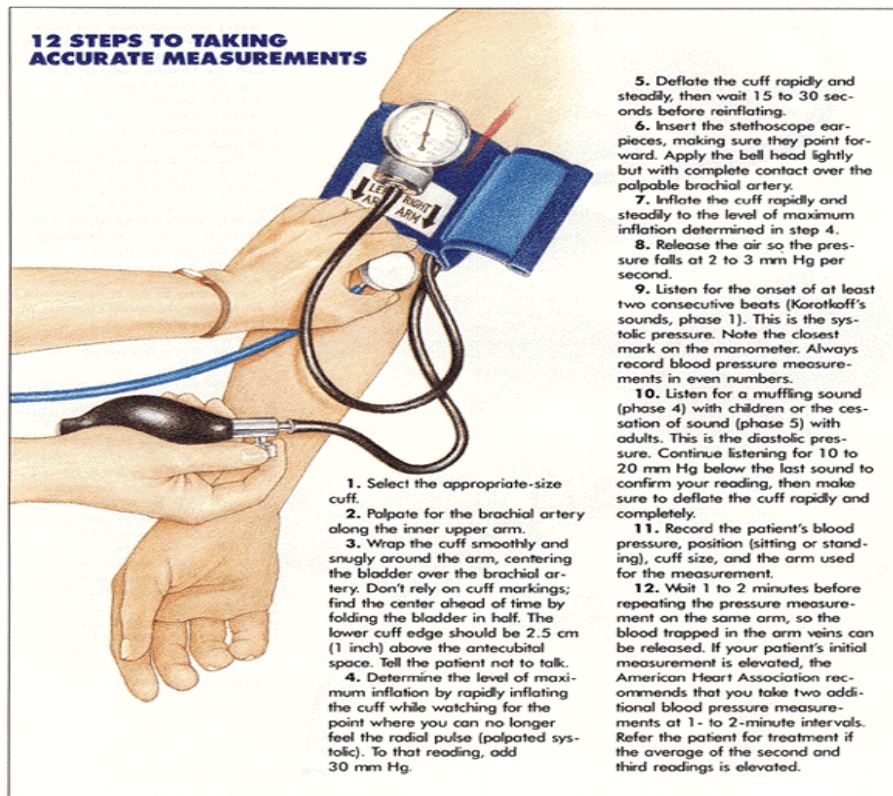 12 STEPS TO TAKING
ACCURATE MEASUREMENTS
LEFT
ARM
RIGHT
ARM
1. Select the appropriate-size
cuff.
2. Palpate for the brachial artery
along the inner upper arm.
3. Wrap the cuff smoothly and
snugly around the arm, centering
the bladder over the brachial ar-
tery. Don't rely on cuff markings;
find the center ahead of time by
folding the bladder in half. The
lower cuff edge should be 2.5 cm
(1 inch) above the antecubital
space. Tell the patient not to talk.
4. Determine the level of maxi-
mum inflation by rapidly inflating
the cuff while watching for the
point where you can no longer
feel the radial pulse (palpated sys-
tolic). To that reading, add
30 mm Hg.
5. Deflate the cuff rapidly and
steadily, then wait 15 to 30 sec-
onds before reinflating.
6. Insert the stethoscope ear-
pieces, making sure they point for-
ward. Apply the bell head lightly
but with complete contact over the
palpable brachial artery.
7. Inflate the cuff rapidly and
steadily to the level of maximum
inflation determined in step 4.
8. Release the air so the pres-
sure falls at 2 to 3 mm Hg per
second.
9. Listen for the onset of at least
two consecutive beats (Korotkoff's
sounds, phase 1). This is the sys-
tolic pressure. Note the closest
mark on the manometer. Always
record blood pressure measure-
ments in even numbers.
10. Listen for a muffling sound
(phase 4) with children or the ces-
sation of sound (phase 5) with
adults. This is the diastolic pres-
sure. Continue listening for 10 to
20 mm Hg below the last sound to
confirm your reading, then make
sure to deflate the cuff rapidly and
completely.
11. Record the patient's blood
pressure, position (sitting or stand-
ing), cuff size, and the arm used
for the measurement.
12. Wait 1 to 2 minutes before
repeating the pressure measure-
ment on the same arm, so the
blood trapped in the arm veins can
be released. If your patient's initial
measurement is elevated, the
American Heart Association rec-
ommends that you take two addi-
tional blood pressure measure-
ments at 1- to 2-minute intervals.
Refer the patient for treatment if
the average of the second and
third readings is elevated.